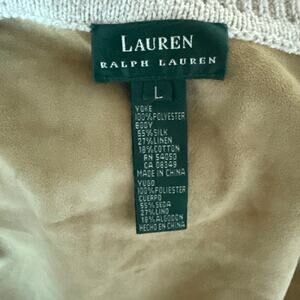 LAUREN
RALPH LAUREN
L
YOKE
100%POLYESTER
BODY
55%SILK
27%LINEN
18%COTTON
RN 54050
CA 08349
MADE IN CHINA
YUGO
100%POLIESTER
CUERPO
55%SEDA
27%LINO
18%ALGODON
HECHO EN CHINA